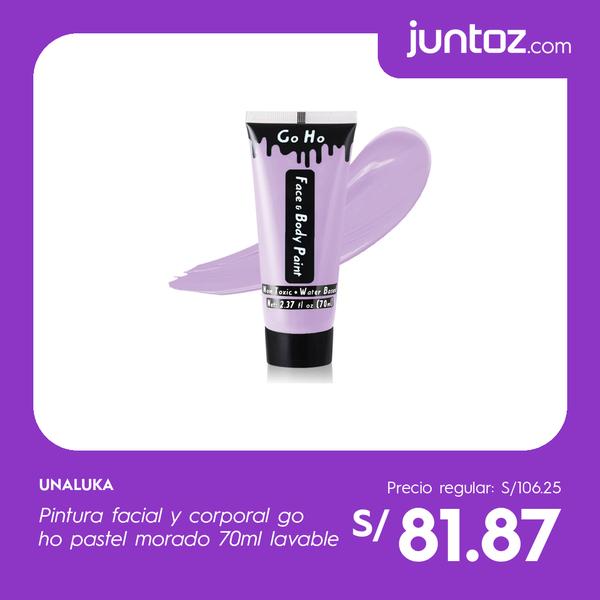 juntoz.com
Go Ho
Face & Body Paint
Non Toxic • Water Based
Net: 2.37 fl oz (70ml)
UNALUKA
Pintura facial y corporal go
ho pastel morado 70ml lavable
Precio regular: S/106.25
S/81.87